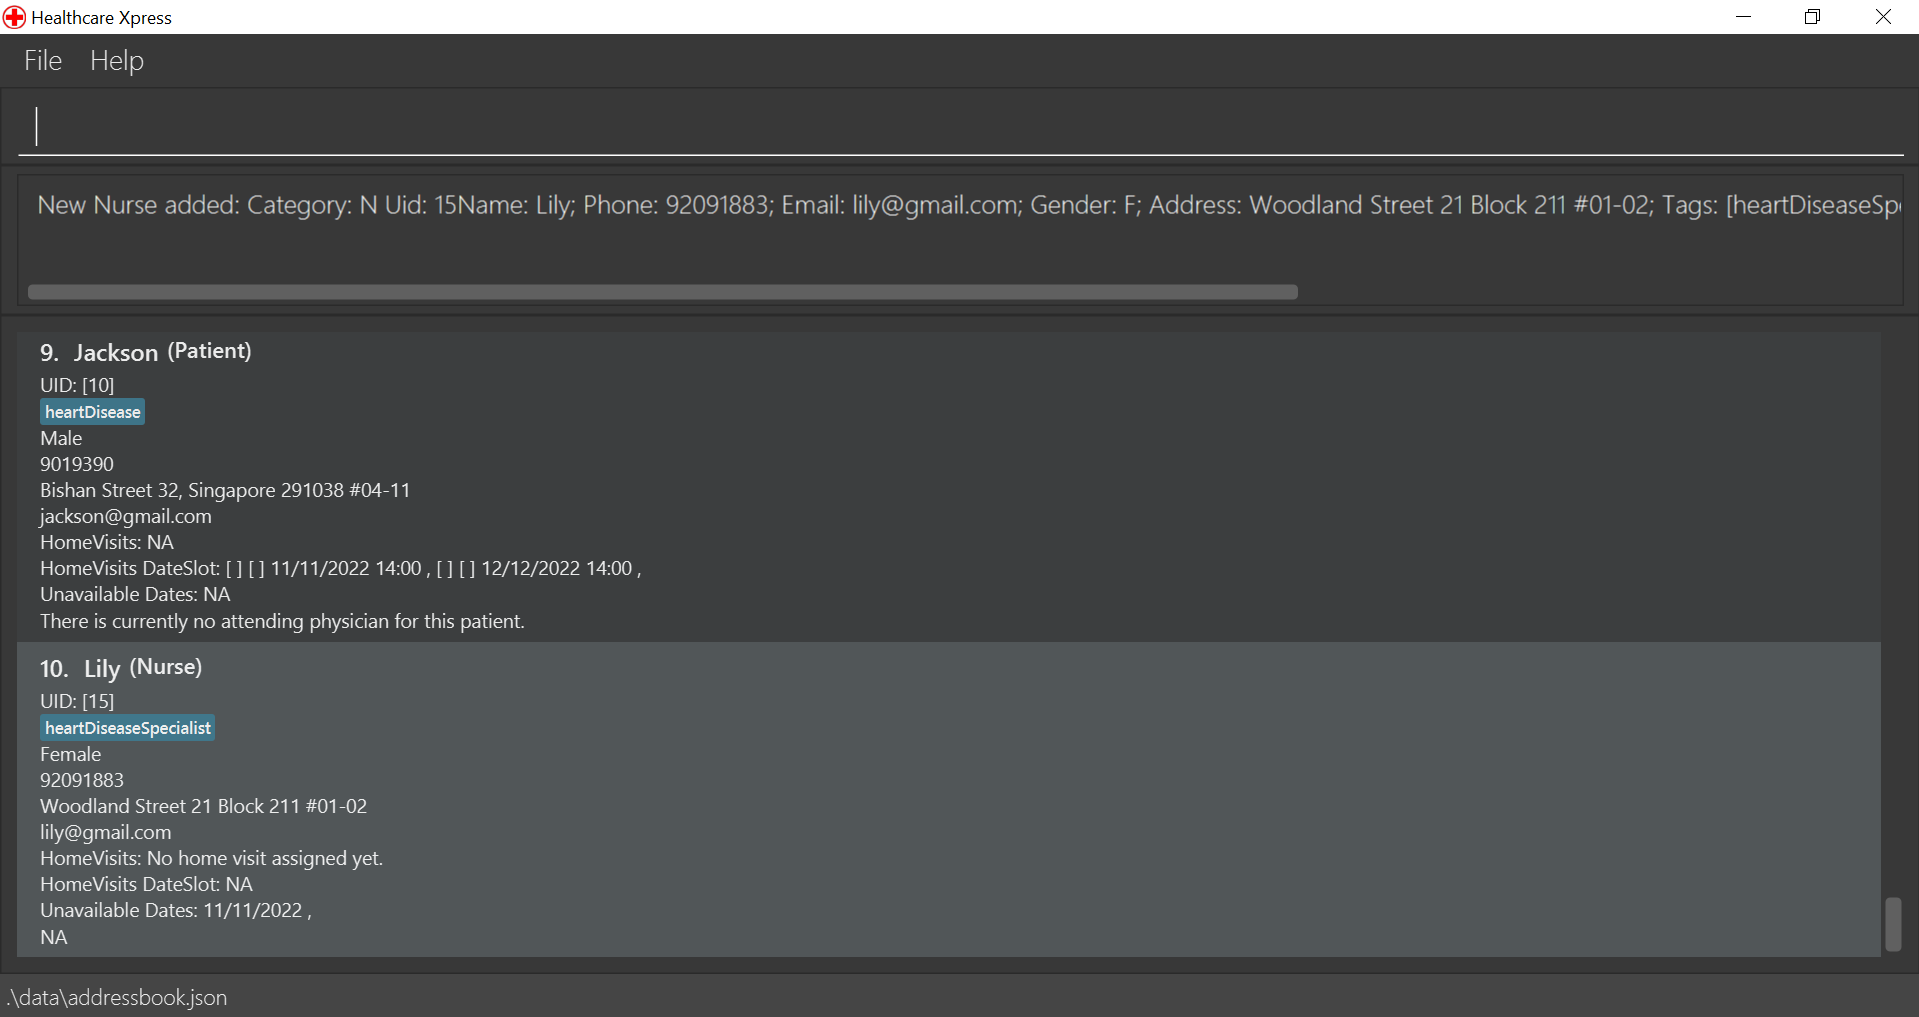 Healthcare Xpress
File Help
New Nurse added: Category: N Uid: 15Name: Lily; Phone: 92091883; Email: lily@gmail.com; Gender: F; Address: Woodland Street 21 Block 211 #01-02; Tags: [heartDiseaseSp
9. Jackson (Patient)
UID: [10]
heartDisease
Male
9019390
Bishan Street 32, Singapore 291038 #04-11
jackson@gmail.com
HomeVisits: NA
HomeVisits DateSlot: [ ] [ ] 11/11/2022 14:00 , [ ] [ ] 12/12/2022 14:00 ,
Unavailable Dates: NA
There is currently no attending physician for this patient.
10. Lily (Nurse)
UID: [15]
heartDiseaseSpecialist
Female
92091883
Woodland Street 21 Block 211 #01-02
lily@gmail.com
HomeVisits: No home visit assigned yet.
HomeVisits DateSlot: NA
Unavailable Dates: 11/11/2022 ,
NA
.\data\addressbook.json